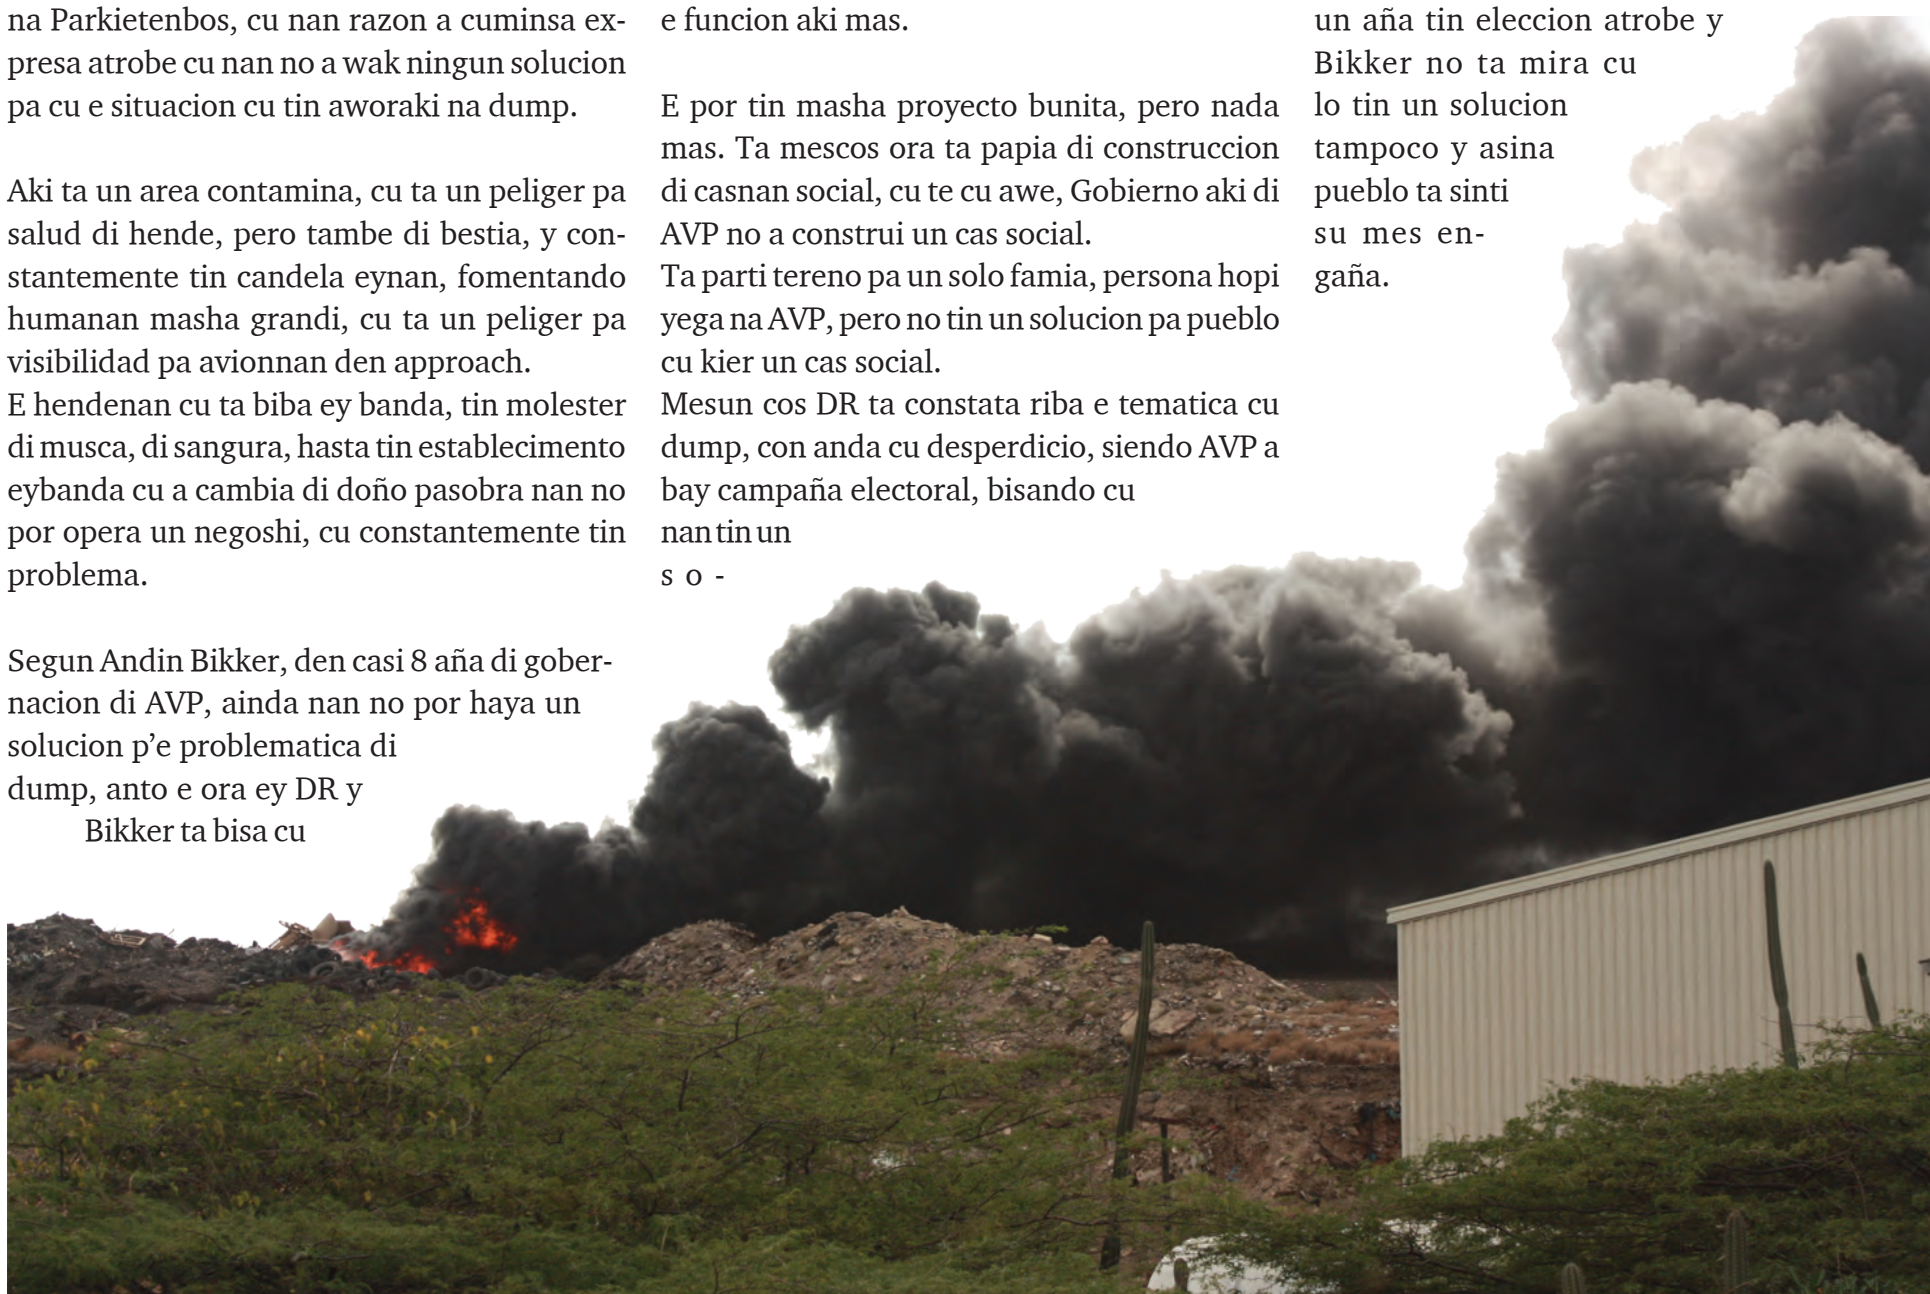 na Parkietenbos, cu nan razon a cuminsa ex-
presa atrobe cu nan no a wak ningun solucion
pa cu e situacion cu tin aworaki na dump.
Aki ta un area contamina, cu ta un peliger pa
salud di hende, pero tambe di bestia, y con-
stantemente tin candela eynan, fomentando
humanan masha grandi, cu ta un peliger pa
visibilidad pa avionnan den approach.
E hendenan cu ta biba ey banda, tin molester
di musca, di sangura, hasta tin establecimento
eybanda cu a cambia di doño pasobra nan no
por opera un negoshi, cu constantemente tin
problema.
Segun Andin Bikker, den casi 8 aña di gober-
nacion di AVP, ainda nan no por haya un
solucion p’e problematica di
dump, anto e ora ey DR y
Bikker ta bisa cu
e funcion aki mas.
E por tin masha proyecto bunita, pero nada
mas. Ta mescos ora ta papia di construccion
di casnan social, cu te cu awe, Gobierno aki di
AVP no a construi un cas social.
Ta parti tereno pa un solo famia, persona hopi
yega na AVP, pero no tin un solucion pa pueblo
cu kier un cas social.
Mesun cos DR ta constata riba e tematica cu
dump, con anda cu desperdicio, siendo AVP a
bay campaña electoral, bisando cu
nan tin un
so-
un aña tin eleccion atrobe y
Bikker no ta mira cu
lo tin un solucion
tampoco y asina
pueblo ta sinti
su mes en-
gaña.